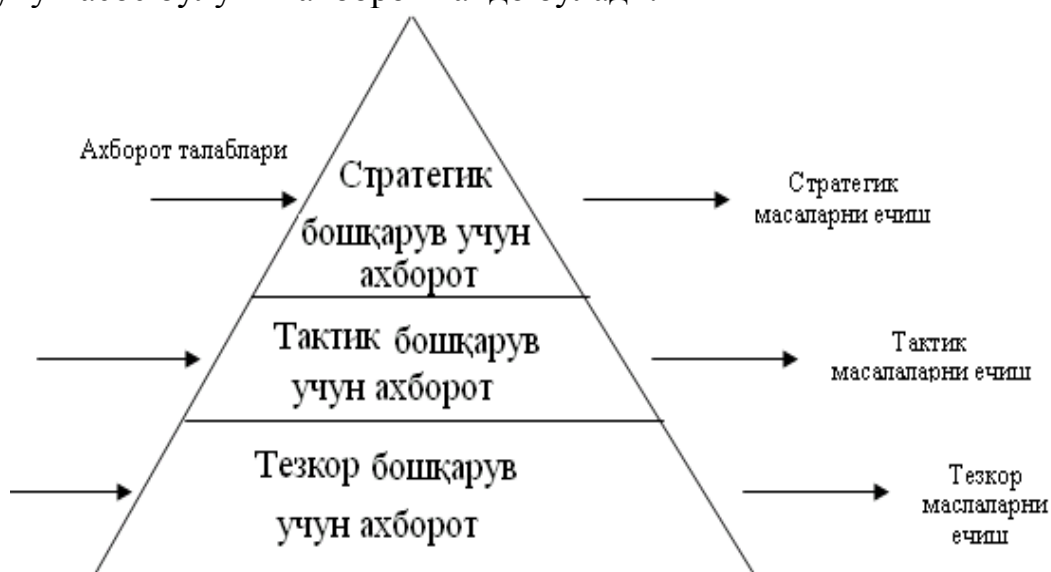 Ахборот талаблари
Стратегик
бошқарув учун
ахборот
Стратегик
масаларни ечиш
Тактик бошқарув
учун ахборот
Тактик
масалаларни ечиш
Тезкор бошқарув
учун ахборот
Тезкор
маслаларни
ечиш